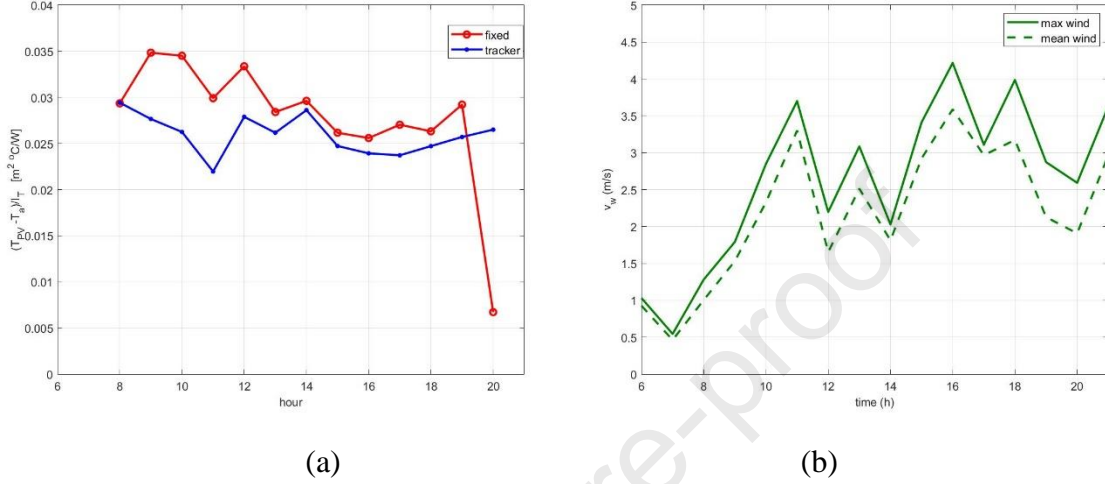 0.04
0.035
0.03
0.025
0.02
0.015
0.01
0.005
0
(T_PV -T_a)/I_T [m² °C/W]
fixed
tracker
6 8 10 12 14 16 18 20
hour
(a)
5
4.5
4
3.5
3
2.5
2
1.5
1
0.5
0
v_w (m/s)
max wind
mean wind
6 8 10 12 14 16 18 20
time (h)
(b)
re-proof